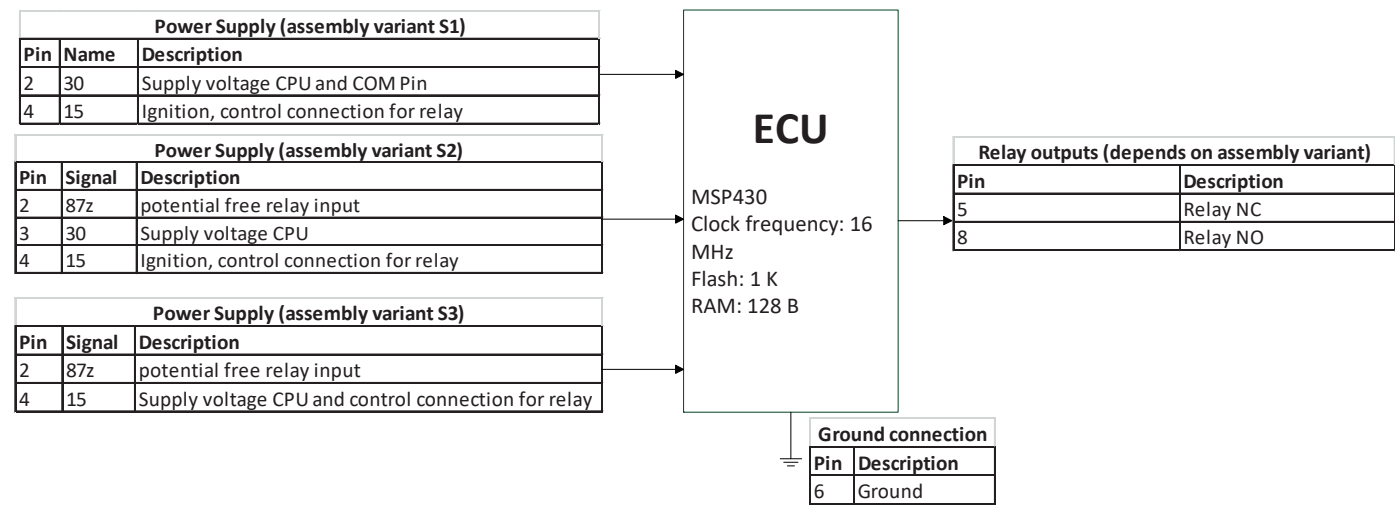 Power Supply (assembly variant S1)
Pin Name Description
2 30 Supply voltage CPU and COM Pin
4 15 Ignition, control connection for relay
Power Supply (assembly variant S2)
Pin Signal Description
2 87z potential free relay input
3 30 Supply voltage CPU
4 15 Ignition, control connection for relay
Power Supply (assembly variant S3)
Pin Signal Description
2 87z potential free relay input
4 15 Supply voltage CPU and control connection for relay
ECU
MSP430
Clock frequency: 16
MHz
Flash: 1 K
RAM: 128 B
Relay outputs (depends on assembly variant)
Pin Description
5 Relay NC
8 Relay NO
Ground connection
Pin Description
6 Ground